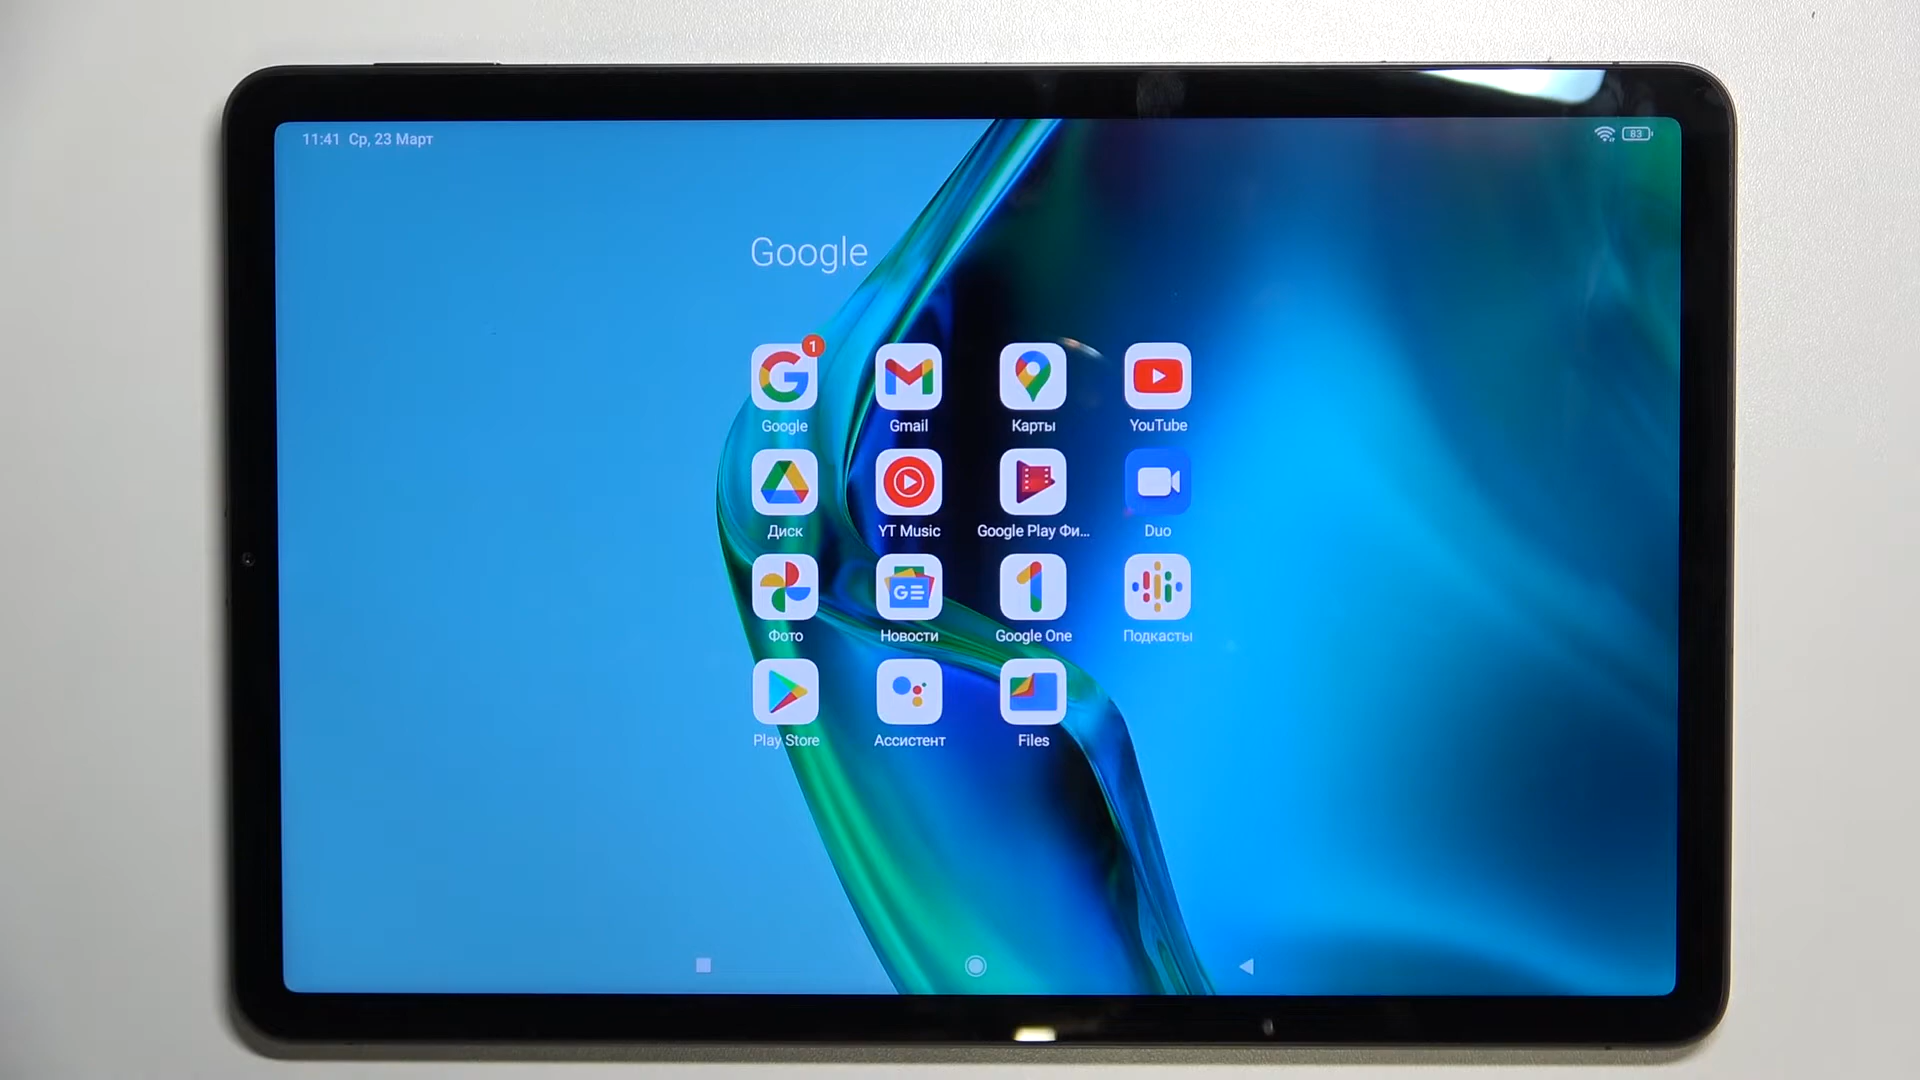 11:41 Ср, 23 Март
83
Google
1
Google Gmail Карты YouTube
Диск YT Music Google Play Фи... Duo
GE
Фото Новости Google One Подкасты
Play Store Ассистент Files